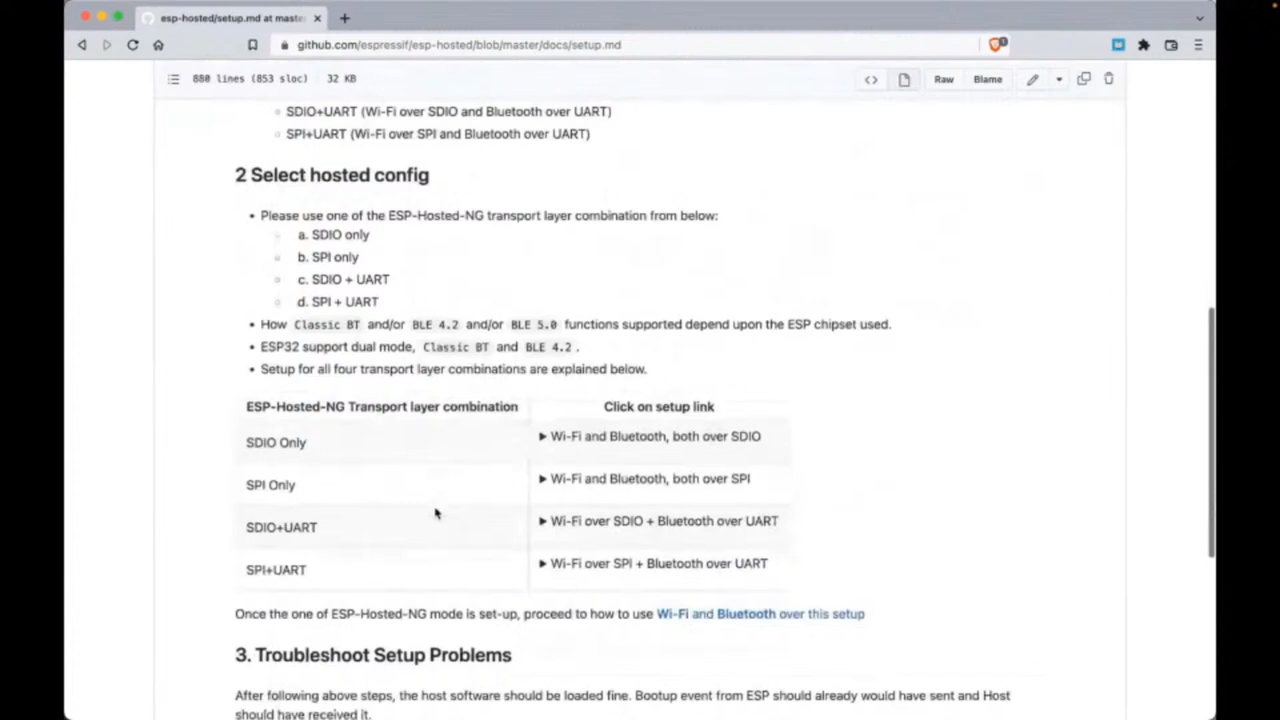 esp-hosted/setup.md at maste
github.com/espressif/esp-hosted/blob/master/docs/setup.md
880 lines (853 sloc) 32 KB
Raw Blame
SDIO+UART (Wi-Fi over SDIO and Bluetooth over UART)
SPI+UART (Wi-Fi over SPI and Bluetooth over UART)
2 Select hosted config
Please use one of the ESP-Hosted-NG transport layer combination from below:
a. SDIO only
b. SPI only
c. SDIO + UART
d. SPI + UART
How Classic BT and/or BLE 4.2 and/or BLE 5.0 functions supported depend upon the ESP chipset used.
ESP32 support dual mode, Classic BT and BLE 4.2 .
Setup for all four transport layer combinations are explained below.
ESP-Hosted-NG Transport layer combination Click on setup link
SDIO Only ▶ Wi-Fi and Bluetooth, both over SDIO
SPI Only ▶ Wi-Fi and Bluetooth, both over SPI
SDIO+UART ▶ Wi-Fi over SDIO + Bluetooth over UART
SPI+UART ▶ Wi-Fi over SPI + Bluetooth over UART
Once the one of ESP-Hosted-NG mode is set-up, proceed to how to use Wi-Fi and Bluetooth over this setup
3. Troubleshoot Setup Problems
After following above steps, the host software should be loaded fine. Bootup event from ESP should already would have sent and Host
should have received it.